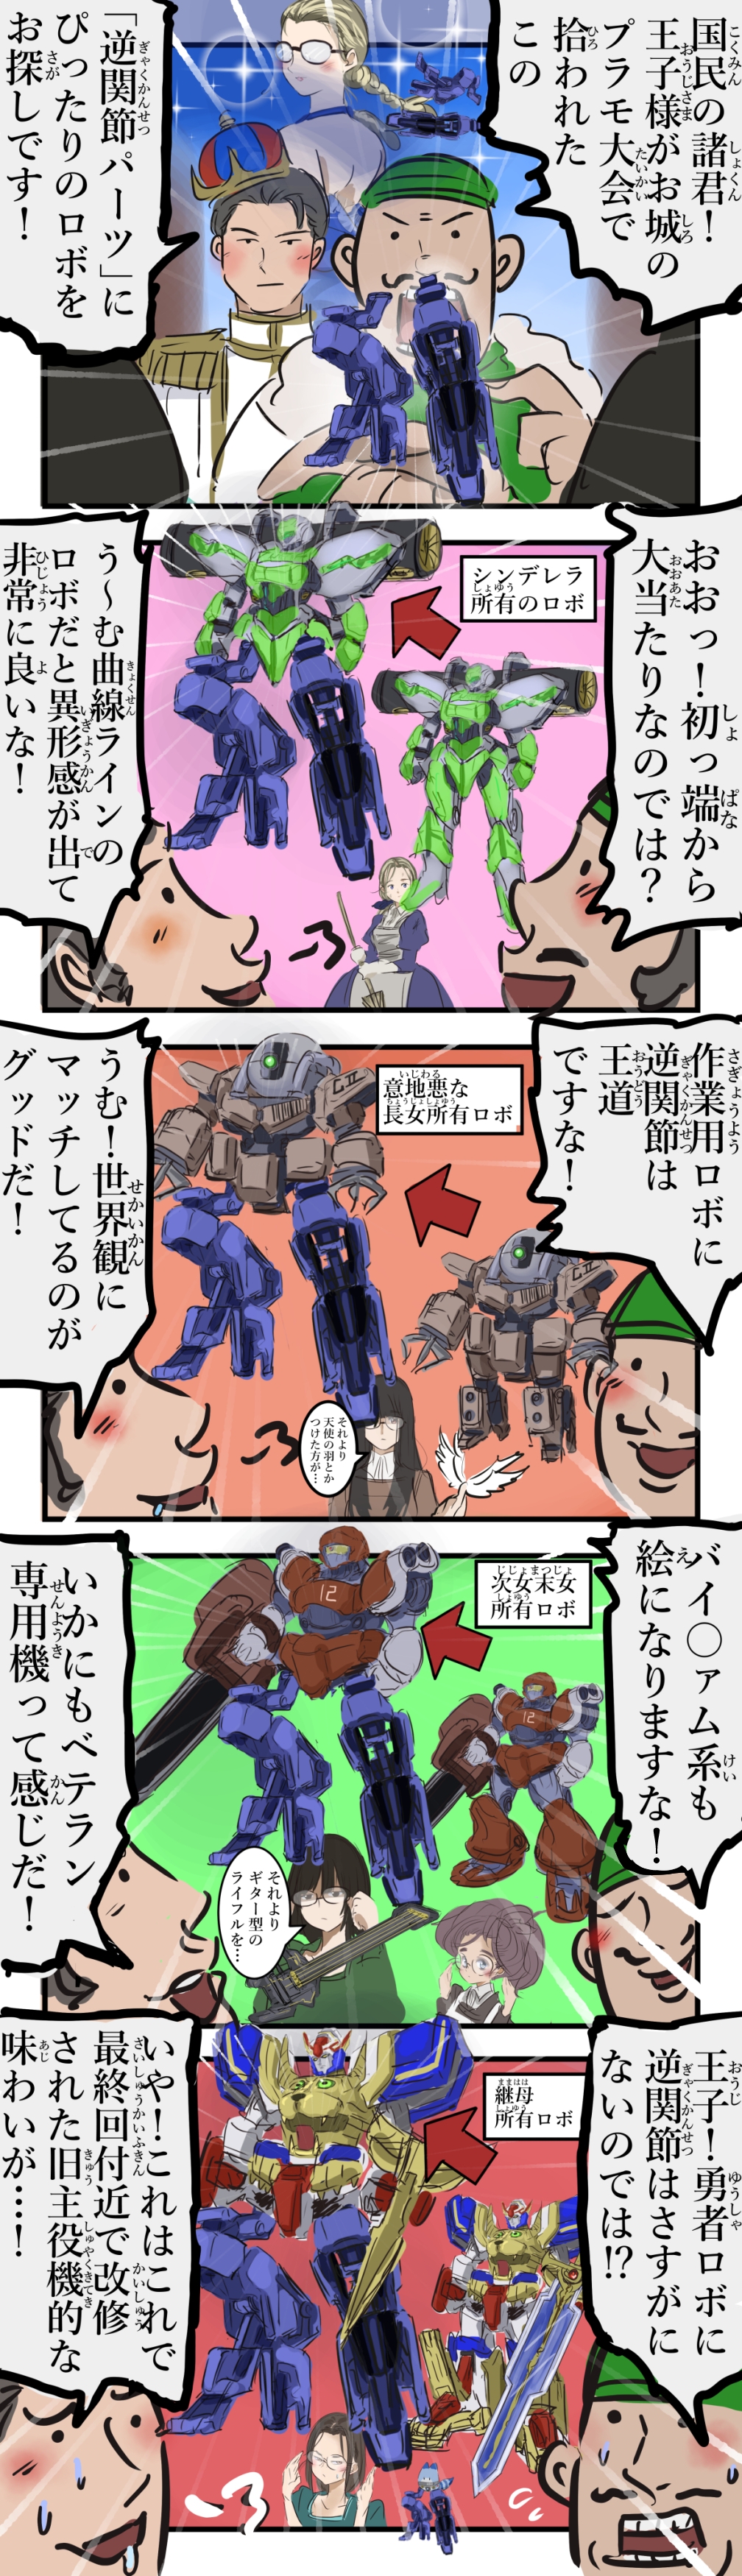 国民の諸君！
王子様がお城の
プラモ大会で
拾われた
この
「逆関節パーツ」に
ぴったりのロボを
お探しです！
おおっ！初っ端から
大当たりなのでは？
シンデレラ
所有のロボ
う～む曲線ラインの
ロボだと異形感が出て
非常に良いな！
作業用ロボに
逆関節は
王道
ですな！
意地悪な
長女所有ロボ
CII
うむ！世界観に
マッチしてるのが
グッドだ！
それより
天使の羽とか
つけた方が…
バイ〇ァム系も
絵になりますな！
次女末女
所有ロボ
12
いかにもベテラン
専用機って感じだ！
それより
ギター型の
ライフルを…
王子！勇者ロボに
逆関節はさすがに
ないのでは!?
継母
所有ロボ
いや！これはこれで
最終回付近で改修
された旧主役機的な
味わいが…！